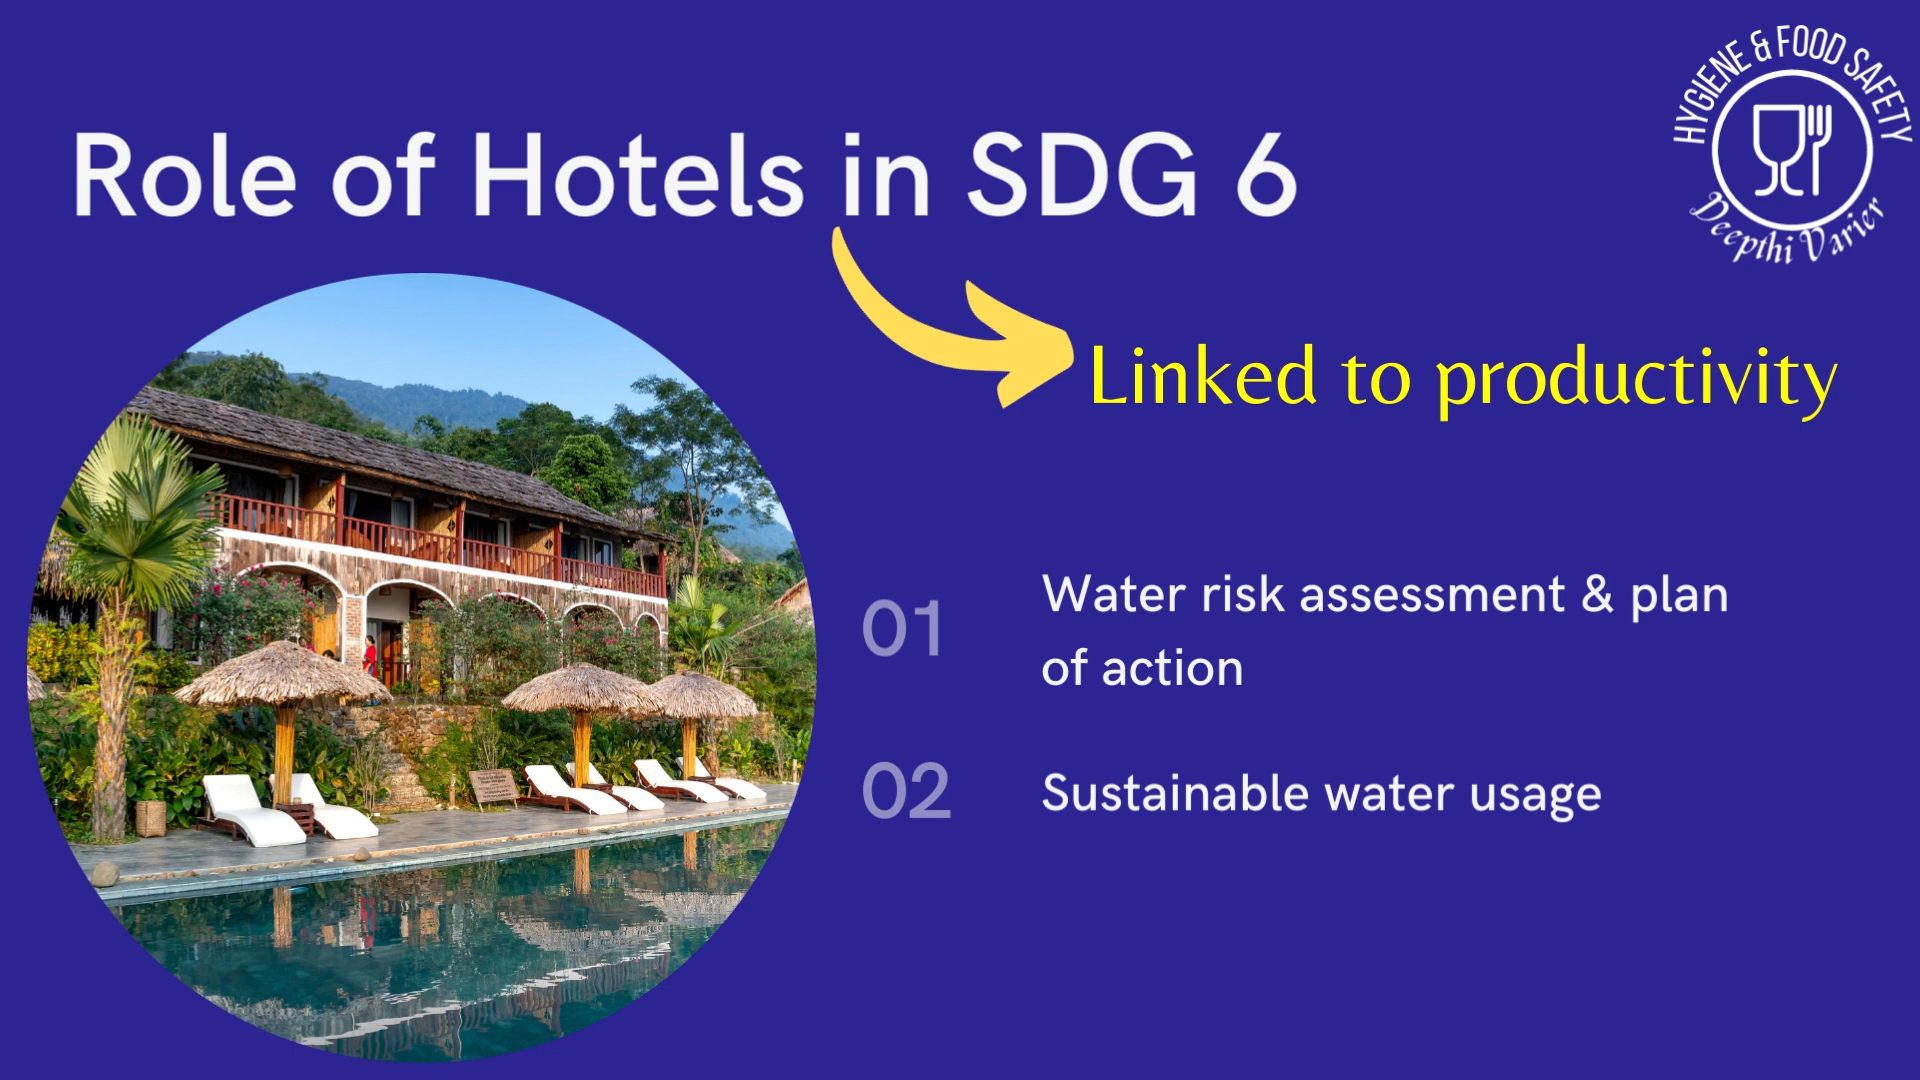 HYGIENE & FOOD SAFETY
Deepthi Varier
Role of Hotels in SDG 6
Linked to productivity
01
Water risk assessment & plan
of action
02
Sustainable water usage